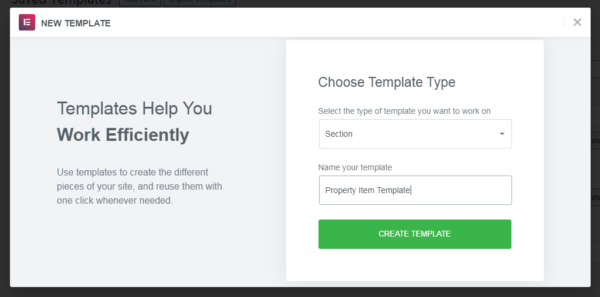 Saved Templates
NEW TEMPLATE
Templates Help You
Work Efficiently
Use templates to create the different
pieces of your site, and reuse them with
one click whenever needed.
Choose Template Type
Select the type of template you want to work on
Section
Name your template
Property Item Template
CREATE TEMPLATE